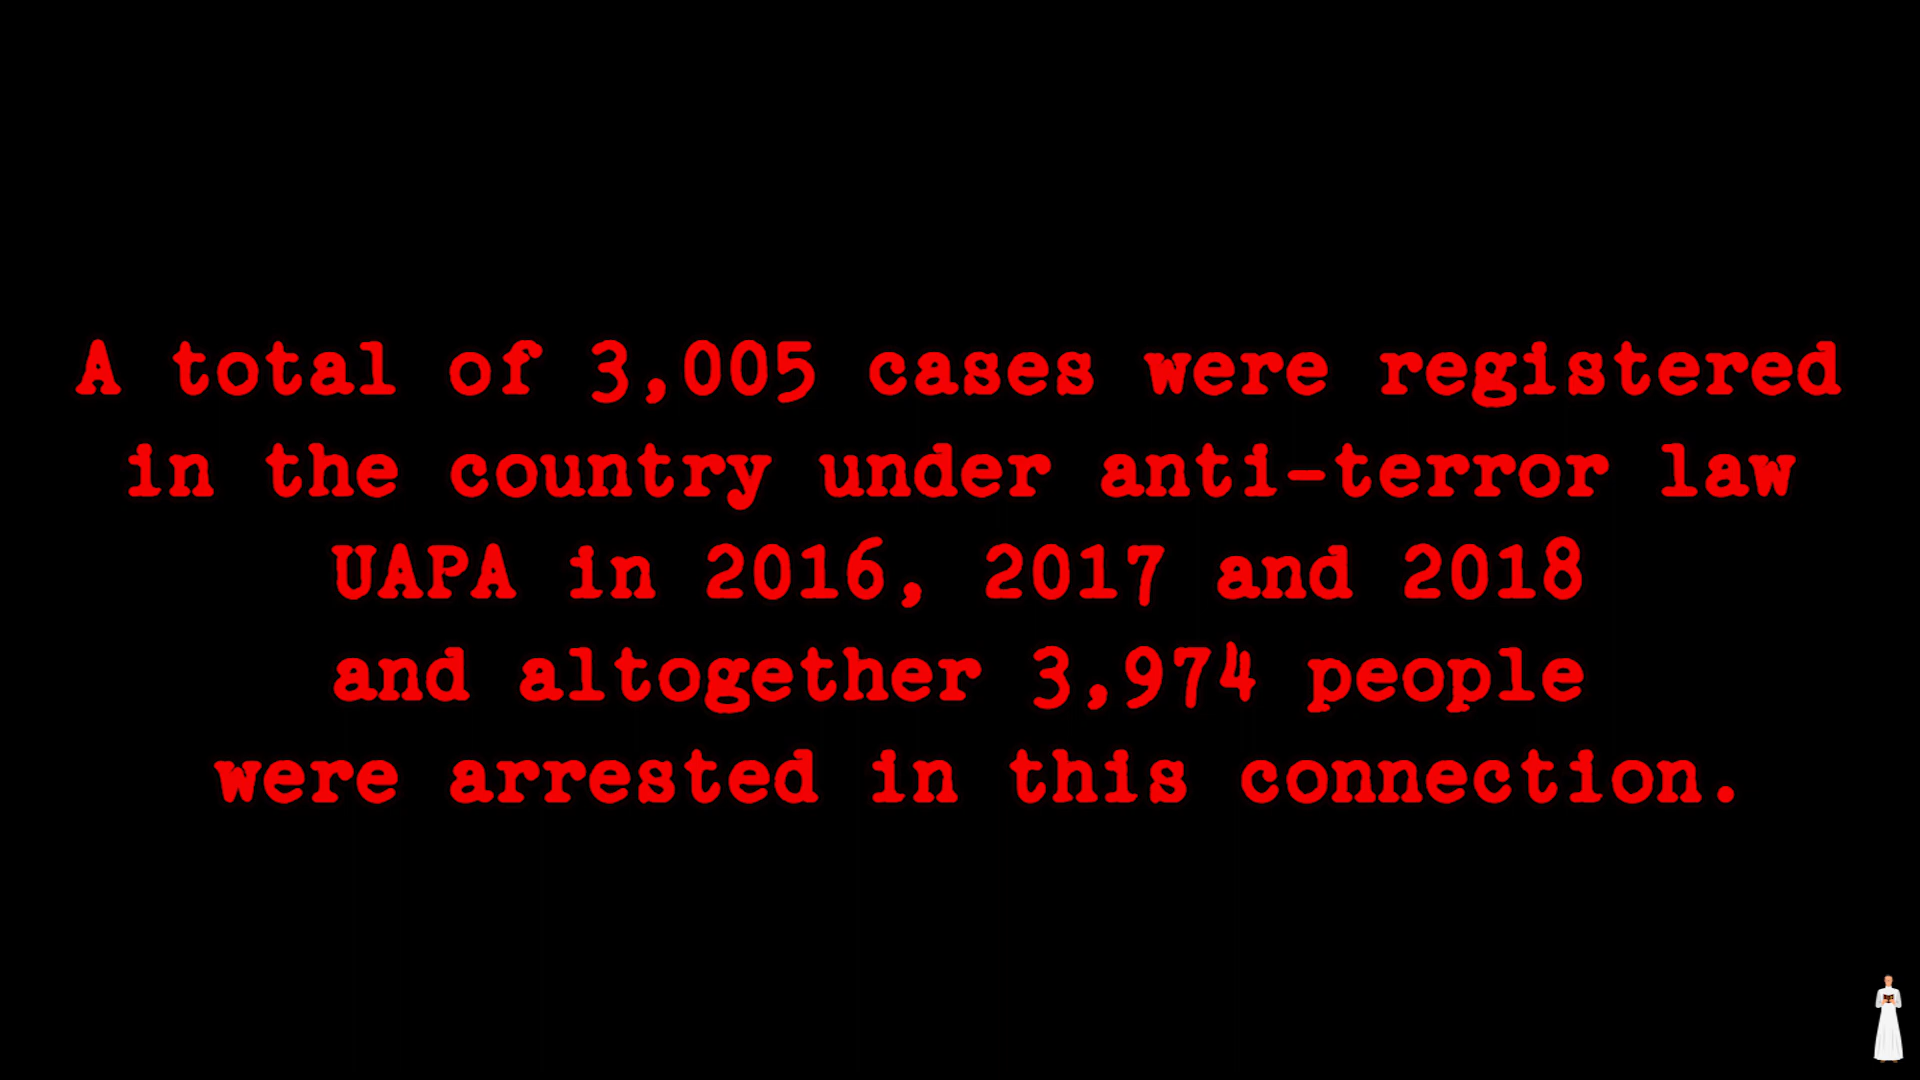 A total of 3,005 cases were registered
in the country under anti-terror law
UAPA in 2016, 2017 and 2018
and altogether 3,974 people
were arrested in this connection.